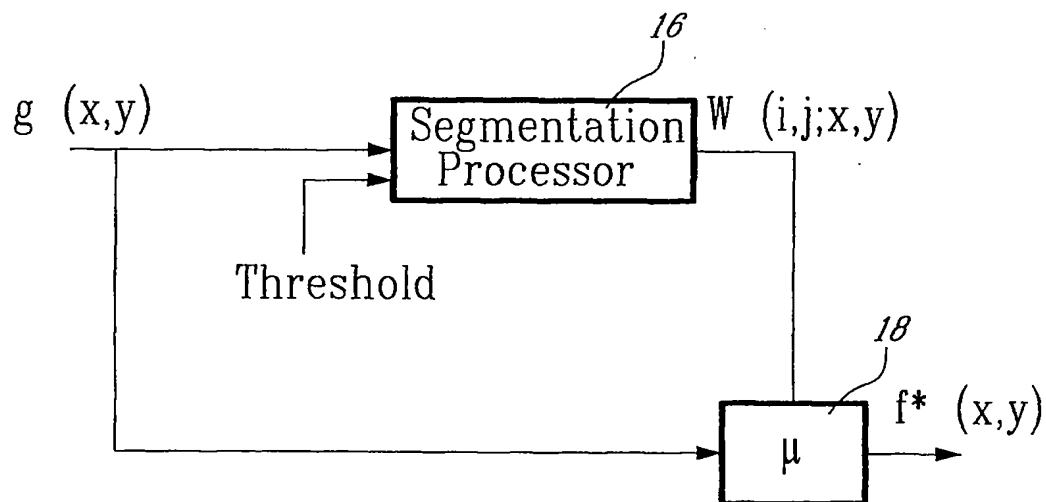 16
g (x,y)
Segmentation
Processor
W (i,j;x,y)
Threshold
18
μ
f* (x,y)